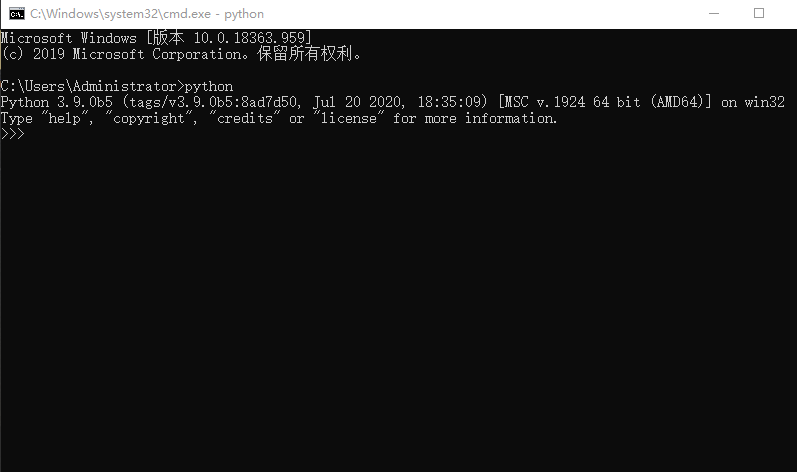 C:\Windows\system32\cmd.exe - python
Microsoft Windows [版本 10.0.18363.959]
(c) 2019 Microsoft Corporation。保留所有权利。
C:\Users\Administrator>python
Python 3.9.0b5 (tags/v3.9.0b5:8ad7d50, Jul 20 2020, 18:35:09) [MSC v.1924 64 bit (AMD64)] on win32
Type "help", "copyright", "credits" or "license" for more information.
>>>